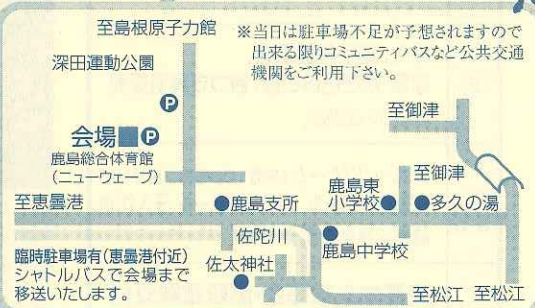 至島根原子力館
※当日は駐車場不足が予想されますので
出来る限りコミュニティバスなど公共交通
機関をご利用下さい。
深田運動公園
P
会場■P
鹿島総合体育館
(ニューウェーブ)
至御津
至御津
鹿島東
小学校●
●多久の湯
至恵曇港
●鹿島支所
佐陀川
鹿島中学校
臨時駐車場有(恵曇港付近)
シャトルバスで会場まで
移送いたします。
佐太神社
至松江
至松江